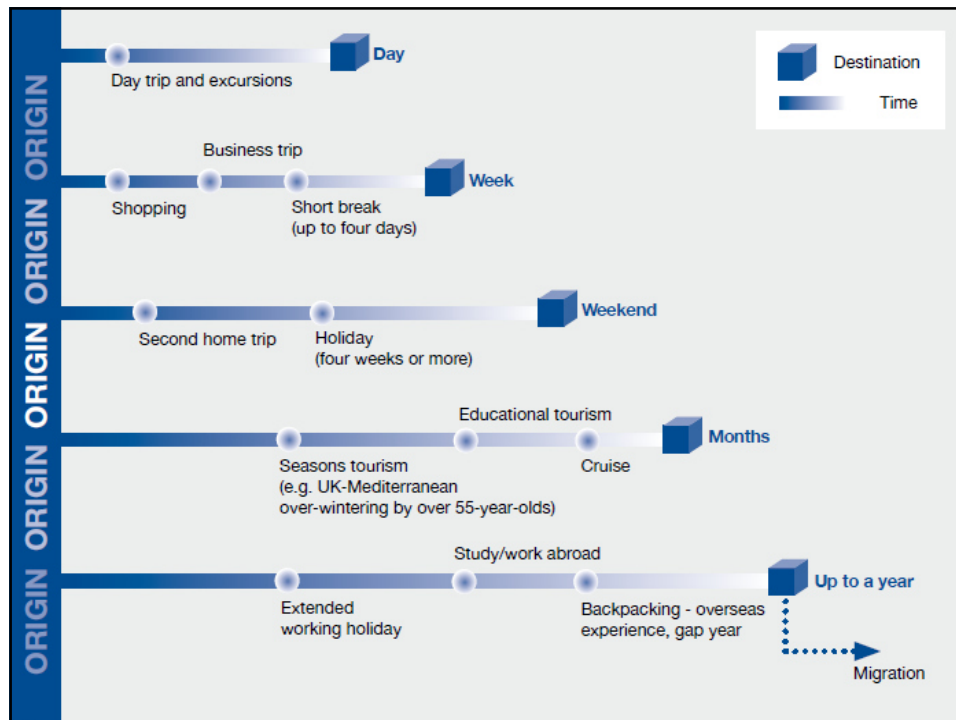 ORIGIN ORIGIN ORIGIN ORIGIN ORIGIN
Day
Day trip and excursions
Destination
Time
Business trip
Week
Shopping
Short break
(up to four days)
Weekend
Second home trip
Holiday
(four weeks or more)
Educational tourism
Months
Seasons tourism
(e.g. UK-Mediterranean
over-wintering by over 55-year-olds)
Cruise
Study/work abroad
Up to a year
Extended
working holiday
Backpacking - overseas
experience, gap year
Migration